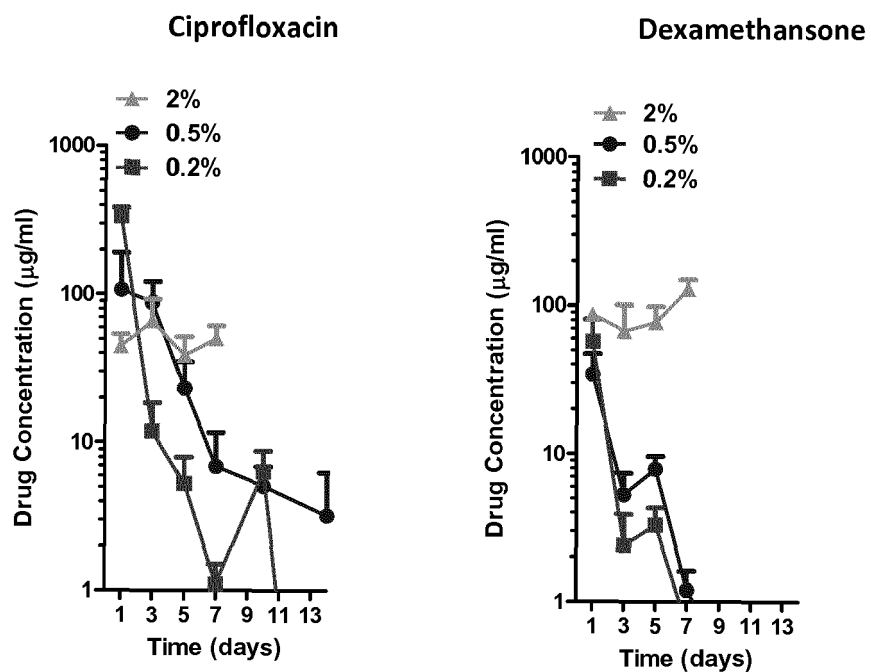 Ciprofloxacin
2%
0.5%
0.2%
1000
100
10
1
Drug Concentration (μg/ml)
1 3 5 7 9 11 13
Time (days)
Dexamethansone
2%
0.5%
0.2%
1000
100
10
1
Drug Concentration (μg/ml)
1 3 5 7 9 11 13
Time (days)